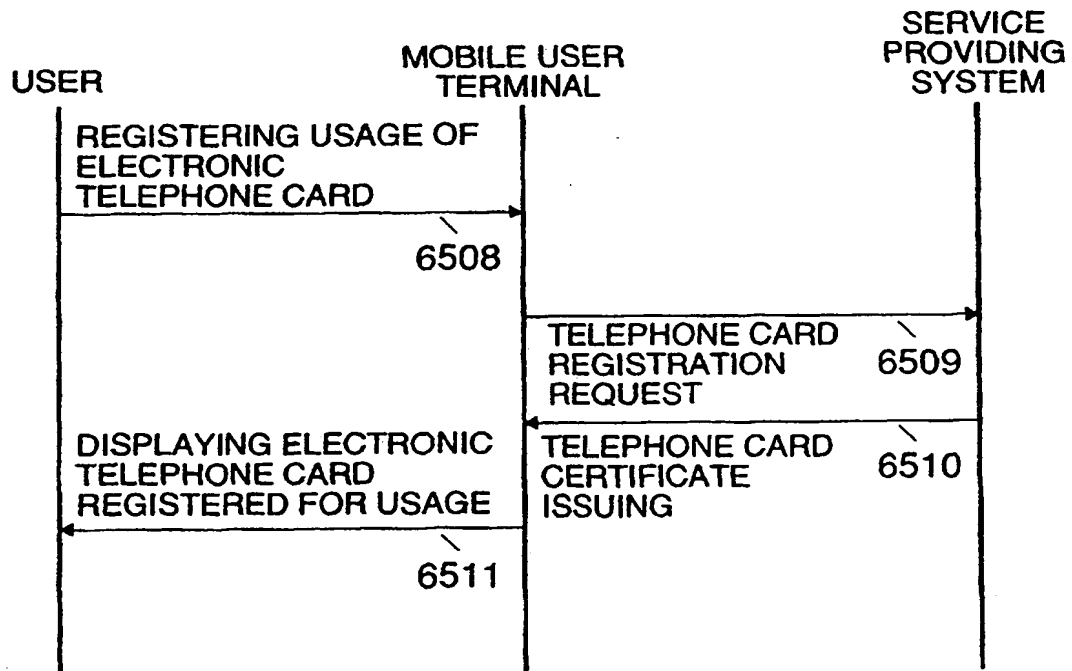 USER
MOBILE USER
TERMINAL
SERVICE
PROVIDING
SYSTEM
REGISTERING USAGE OF
ELECTRONIC
TELEPHONE CARD
6508
TELEPHONE CARD
REGISTRATION
REQUEST
6509
TELEPHONE CARD
CERTIFICATE
ISSUING
6510
DISPLAYING ELECTRONIC
TELEPHONE CARD
REGISTERED FOR USAGE
6511